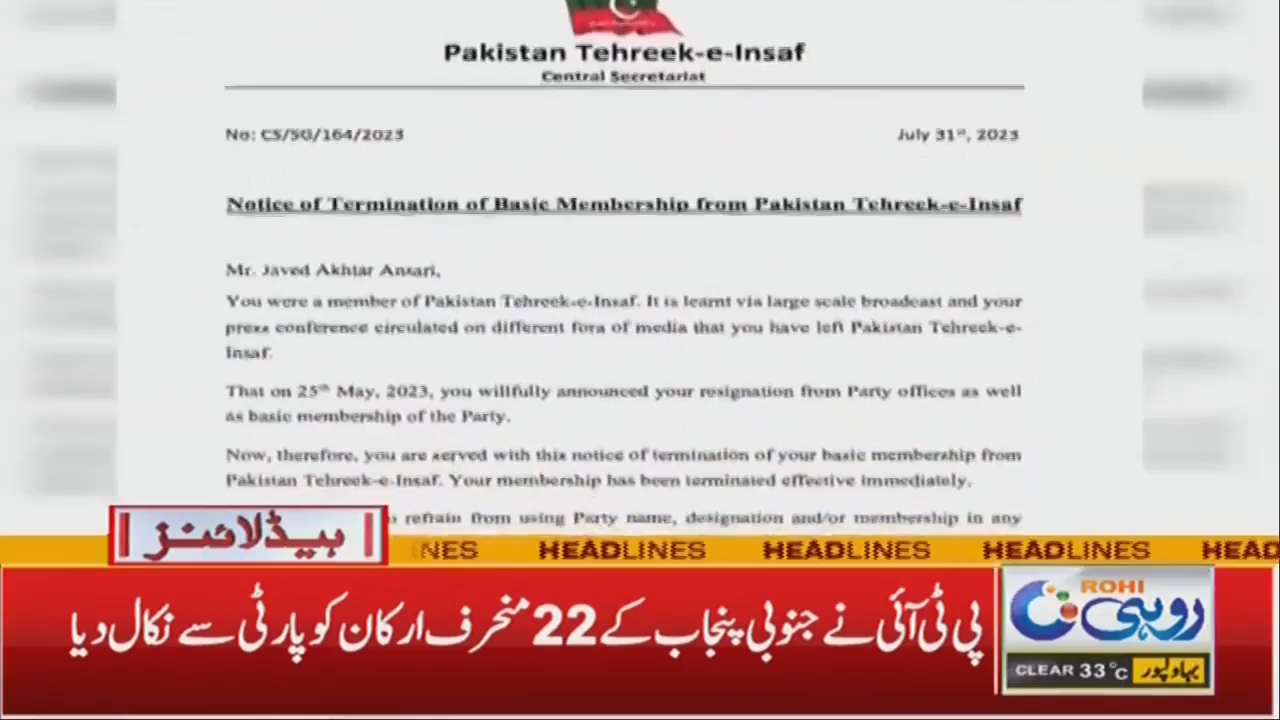 Pakistan Tehreek-e-Insaf
Central Secretariat
No: CS/SG/164/2023 July 31st, 2023
Notice of Termination of Basic Membership from Pakistan Tehreek-e-Insaf
Mr. Javed Akhtar Ansari,
You were a member of Pakistan Tehreek-e-Insaf. It is learnt via large scale broadcast and your
press conference circulated on different fora of media that you have left Pakistan Tehreek-e-
Insaf.
That on 25th May, 2023, you willfully announced your resignation from Party offices as well
as basic membership of the Party.
Now, therefore, you are served with this notice of termination of your basic membership from
Pakistan Tehreek-e-Insaf. Your membership has been terminated effective immediately.
refrain from using Party name, designation and/or membership in any
ہیڈلائنز
NES HEADLINES HEADLINES HEADLINES HEAD
پی ٹی آئی نے جنوبی پنجاب کے 22 منحرف ارکان کو پارٹی سے نکال دیا
ROHI
روہی
CLEAR 33°C بہاولپور